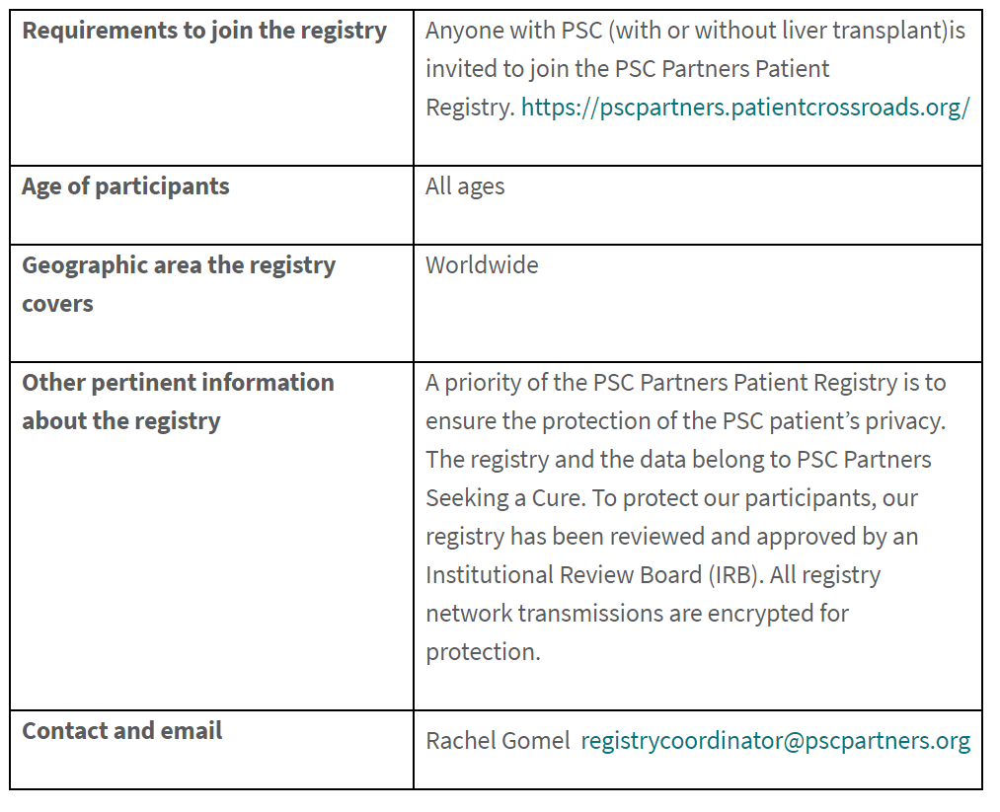 Requirements to join the registry
Anyone with PSC (with or without liver transplant)is
invited to join the PSC Partners Patient
Registry. https://pscpartners.patientcrossroads.org/
Age of participants
All ages
Geographic area the registry
covers
Worldwide
Other pertinent information
about the registry
A priority of the PSC Partners Patient Registry is to
ensure the protection of the PSC patient’s privacy.
The registry and the data belong to PSC Partners
Seeking a Cure. To protect our participants, our
registry has been reviewed and approved by an
Institutional Review Board (IRB). All registry
network transmissions are encrypted for
protection.
Contact and email
Rachel Gomel  registrycoordinator@pscpartners.org